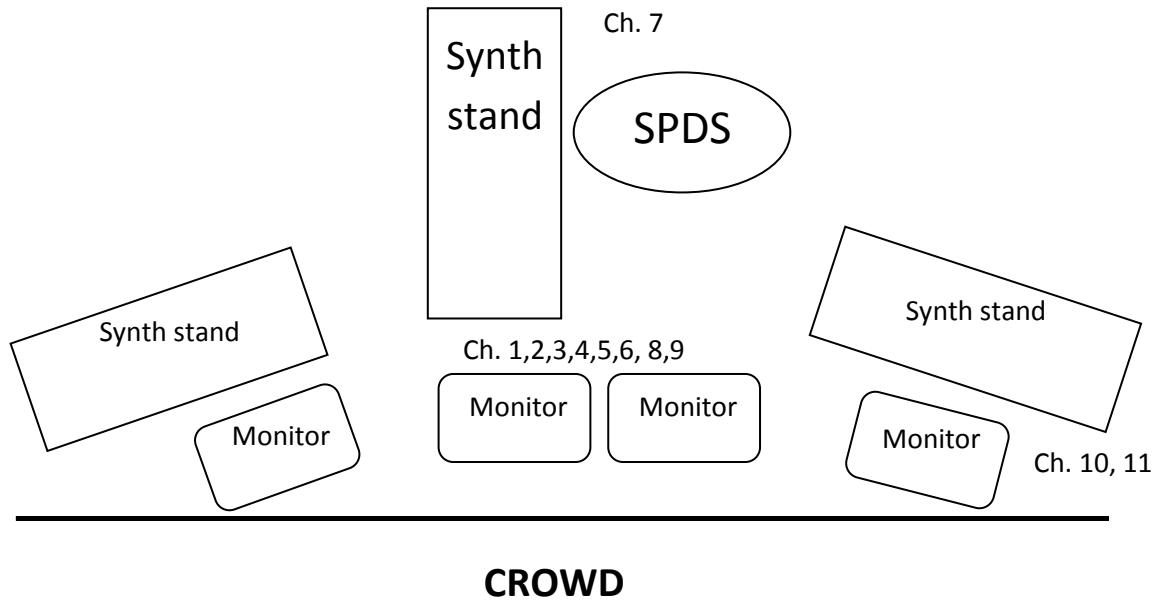 Ch. 7
Synth
stand
SPDS
Synth stand
Synth stand
Ch. 1,2,3,4,5,6, 8,9
Monitor
Monitor
Monitor
Monitor
Ch. 10, 11
CROWD